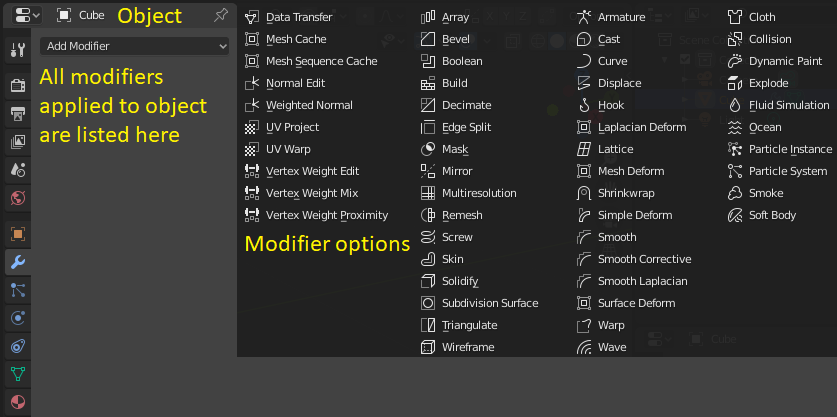 Cube Object
Add Modifier
All modifiers
applied to object
are listed here
Data Transfer
Mesh Cache
Mesh Sequence Cache
Normal Edit
Weighted Normal
UV Project
UV Warp
Vertex Weight Edit
Vertex Weight Mix
Vertex Weight Proximity
Modifier options
Array
Bevel
Boolean
Build
Decimate
Edge Split
Mask
Mirror
Multiresolution
Remesh
Screw
Skin
Solidify
Subdivision Surface
Triangulate
Wireframe
Armature
Cast
Curve
Displace
Hook
Laplacian Deform
Lattice
Mesh Deform
Shrinkwrap
Simple Deform
Smooth
Smooth Corrective
Smooth Laplacian
Surface Deform
Warp
Wave
Cloth
Collision
Dynamic Paint
Explode
Fluid Simulation
Ocean
Particle Instance
Particle System
Smoke
Soft Body
Cube